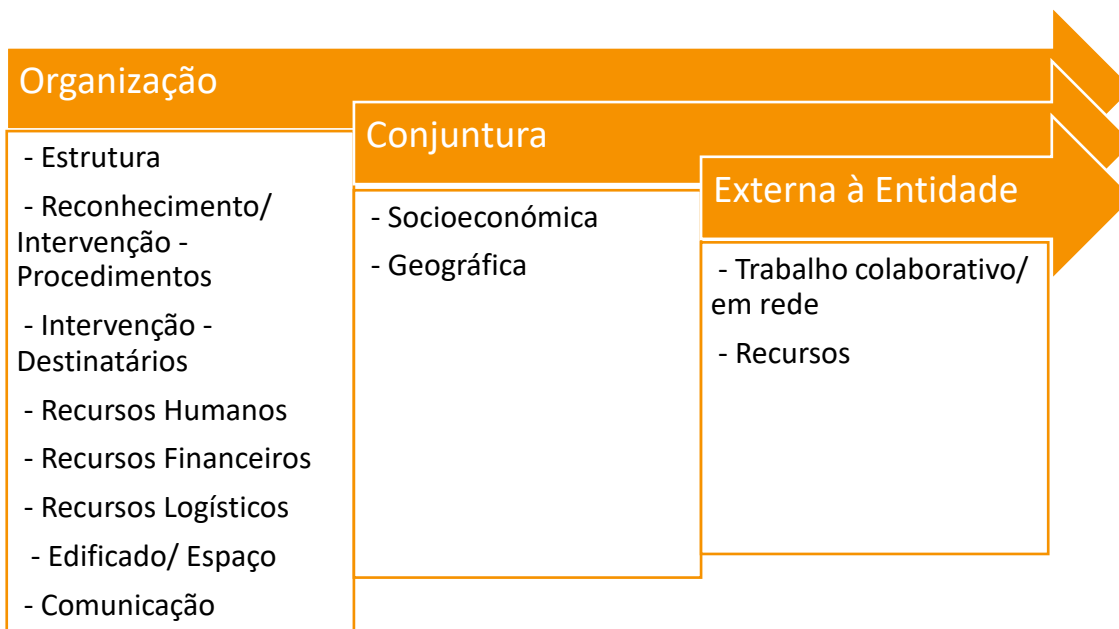 Organização
- Estrutura
- Reconhecimento/
Intervenção -
Procedimentos
- Intervenção -
Destinatários
- Recursos Humanos
- Recursos Financeiros
- Recursos Logísticos
- Edificado/ Espaço
- Comunicação
Conjuntura
- Socioeconómica
- Geográfica
Externa à Entidade
- Trabalho colaborativo/
em rede
- Recursos